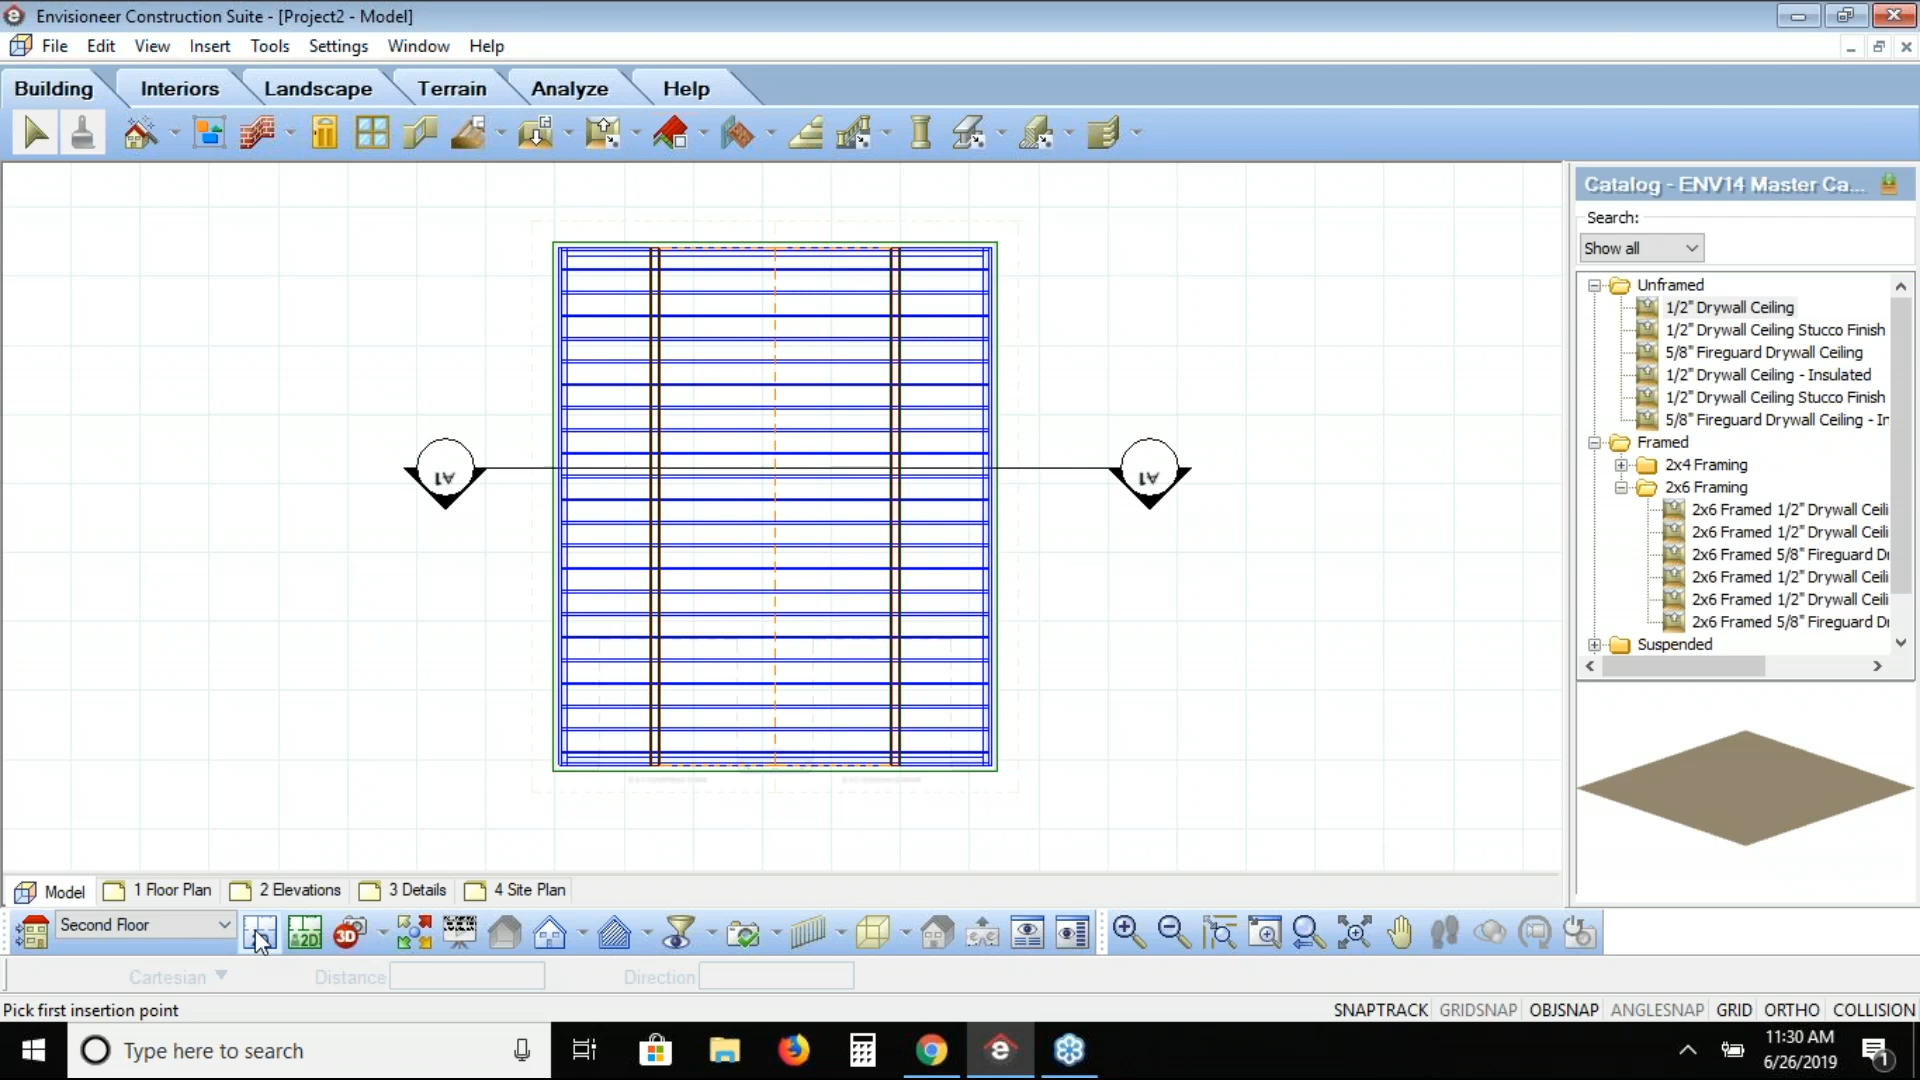 Envisioneer Construction Suite - [Project2 - Model]
File Edit View Insert Tools Settings Window Help
Building Interiors Landscape Terrain Analyze Help
Catalog - ENV14 Master Ca...
Search:
Show all
Unframed
1/2" Drywall Ceiling
1/2" Drywall Ceiling Stucco Finish
5/8" Fireguard Drywall Ceiling
1/2" Drywall Ceiling - Insulated
1/2" Drywall Ceiling Stucco Finish
5/8" Fireguard Drywall Ceiling - In
Framed
2x4 Framing
2x6 Framing
2x6 Framed 1/2" Drywall Ceili
2x6 Framed 1/2" Drywall Ceili
2x6 Framed 5/8" Fireguard Dr
2x6 Framed 1/2" Drywall Ceili
2x6 Framed 1/2" Drywall Ceili
2x6 Framed 5/8" Fireguard Dr
Suspended
A1 A1
Model 1 Floor Plan 2 Elevations 3 Details 4 Site Plan
Second Floor 2D 3D
Cartesian Distance Direction
Pick first insertion point SNAPTRACK GRIDSNAP OBJSNAP ANGLESNAP GRID ORTHO COLLISION
Type here to search
11:30 AM
6/26/2019
1